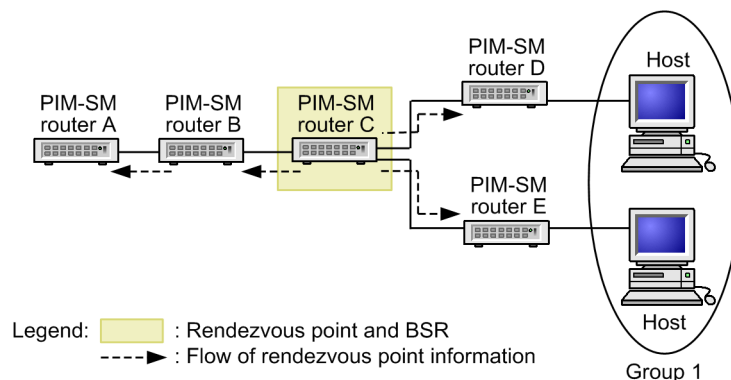 PIM-SM
router D
Host
PIM-SM
router A
PIM-SM
router B
PIM-SM
router C
PIM-SM
router E
Host
Legend:
: Rendezvous point and BSR
: Flow of rendezvous point information
Group 1